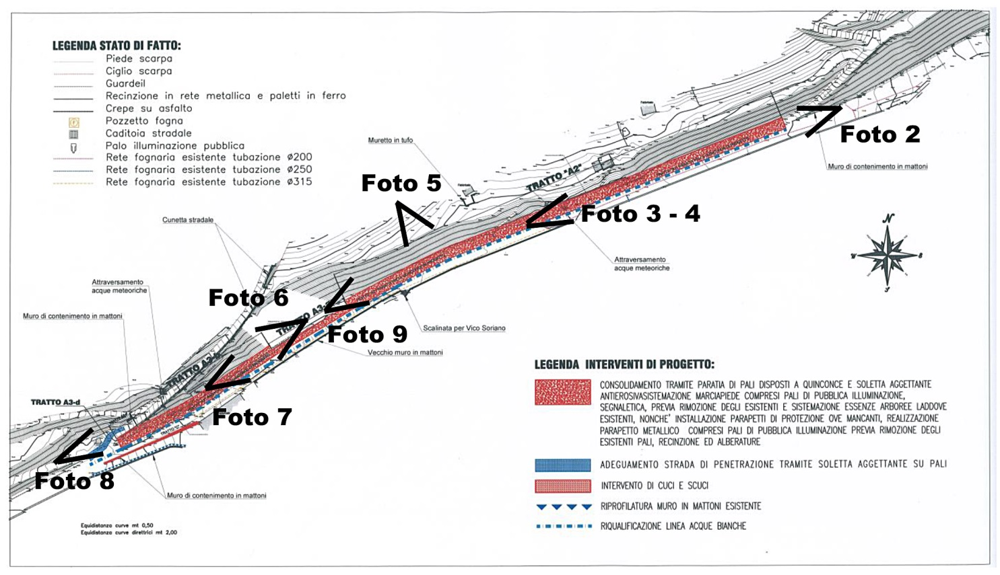 LEGENDA STATO DI FATTO:
Piede scarpa
Ciglio scarpa
Guardeil
Recinzione in rete metallica e paletti in ferro
Crepe su asfalto
Pozzetto fogna
Caditoia stradale
Palo illuminazione pubblica
Rete fognaria esistente tubazione ø200
Rete fognaria esistente tubazione ø250
Rete fognaria esistente tubazione ø315
Fabbricato
Foto 2
Muro di contenimento in mattoni
Muretto in tufo
Foto 5
Fabbricato
TRATTO "A2"
Foto 3 - 4
Cunetta stradale
N
W
S
Attraversamento
acque meteoriche
Attraversamento
acque meteoriche
Foto 6
Muro di contenimento in mattoni
TRATTO A3-
Foto 9
Scalinata per Vico Soriano
Vecchio muro in mattoni
TRATTO A3-b
TRATTO A3-d
Foto 7
Foto 8
Muro di contenimento in mattoni
Equidistanza curve mt 0,50
Equidistanza curve direttrici mt 2,00
LEGENDA INTERVENTI DI PROGETTO:
CONSOLIDAMENTO TRAMITE PARATIA DI PALI DISPOSTI A QUINCONCE E SOLETTA AGGETTANTE
ANTIEROSIVASISTEMAZIONE MARCIAPIEDE COMPRESI PALI DI PUBBLICA ILLUMINAZIONE,
SEGNALETICA, PREVIA RIMOZIONE DEGLI ESISTENTI E SISTEMAZIONE ESSENZE ARBOREE LADDOVE
ESISTENTI, NONCHE' INSTALLAZIONE PARAPETTI DI PROTEZIONE OVE MANCANTI, REALIZZAZIONE
PARAPETTO METALLICO COMPRESI PALI DI PUBBLICA ILLUMINAZIONE PREVIA RIMOZIONE DEGLI
ESISTENTI PALI, RECINZIONE ED ALBERATURE
ADEGUAMENTO STRADA DI PENETRAZIONE TRAMITE SOLETTA AGGETTANTE SU PALI
INTERVENTO DI CUCI E SCUCI
RIPROFILATURA MURO IN MATTONI ESISTENTE
RIQUALIFICAZIONE LINEA ACQUE BIANCHE